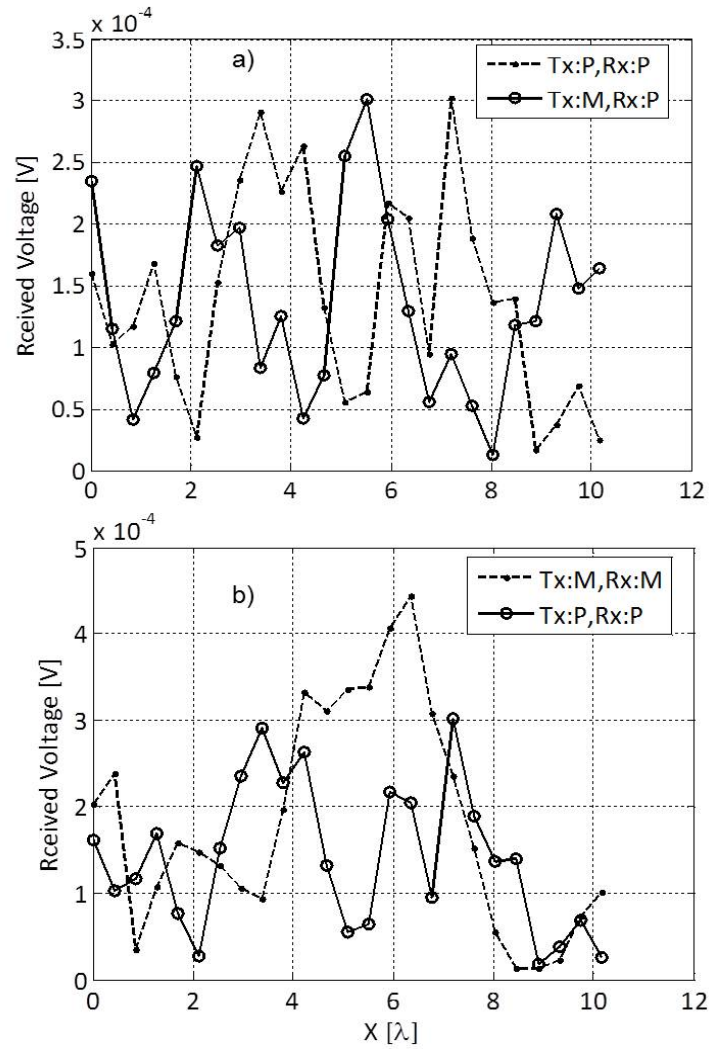 x 10^-4
a)
Tx:P,Rx:P
Tx:M,Rx:P
Rceived Voltage [V]
3.5
3
2.5
2
1.5
1
0.5
0
0 2 4 6 8 10 12
x 10^-4
b)
Tx:M,Rx:M
Tx:P,Rx:P
Rceived Voltage [V]
5
4
3
2
1
0
0 2 4 6 8 10 12
X [λ]